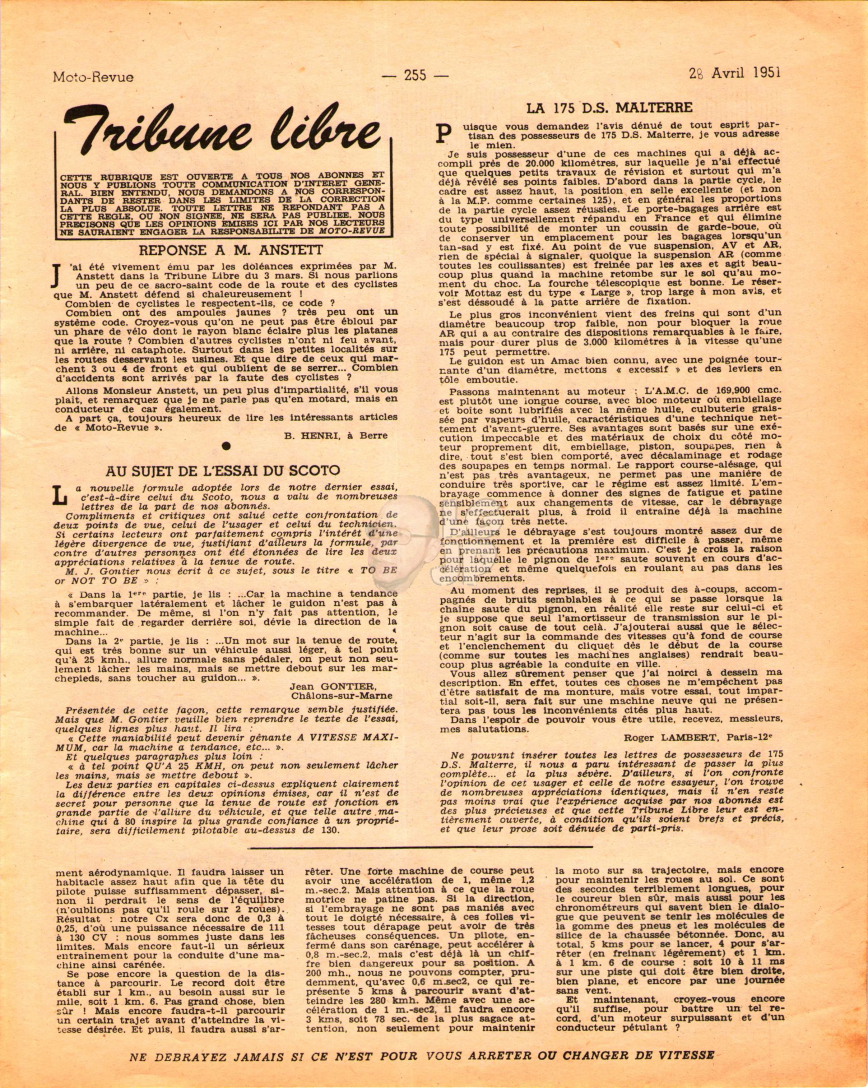 Moto-Revue
— 255 —
28 Avril 1951
Tribune libre
CETTE RUBRIQUE EST OUVERTE A TOUS NOS ABONNES ET
NOUS Y PUBLIONS TOUTE COMMUNICATION D'INTERET GENE-
RAL. BIEN ENTENDU, NOUS DEMANDONS A NOS CORRESPON-
DANTS DE RESTER DANS LES LIMITES DE LA CORRECTION
LA PLUS ABSOLUE. TOUTE LETTRE NE REPONDANT PAS A
CETTE REGLE, OU NON SIGNEE, NE SERA PAS PUBLIEE. NOUS
PRECISONS QUE LES OPINIONS EMISES ICI PAR NOS LECTEURS
NE SAURAIENT ENGAGER LA RESPONSABILITE DE MOTO-REVUE
REPONSE A M. ANSTETT
J'ai été vivement ému par les doléances exprimées par M.
Anstett dans la Tribune Libre du 3 mars. Si nous parlions
un peu de ce sacro-saint code de la route et des cyclistes
que M. Anstett défend si chaleureusement !
Combien de cyclistes le respectent-ils, ce code ?
Combien ont des ampoules jaunes ? très peu ont un
système code. Croyez-vous qu'on ne peut pas être ébloui par
un phare de vélo dont le rayon blanc éclaire plus les platanes
que la route ? Combien d'autres cyclistes n'ont ni feu avant,
ni arrière, ni cataphote. Surtout dans les petites localités sur
les routes desservant les usines. Et que dire de ceux qui mar-
chent 3 ou 4 de front et qui oublient de se serrer... Combien
d'accidents sont arrivés par la faute des cyclistes ?
Allons Monsieur Anstett, un peu plus d'impartialité, s'il vous
plait, et remarques que je ne parle pas qu'en motard, mais en
conducteur de car également.
A part ça, toujours heureux de lire les intéressants articles
de « Moto-Revue ».
B. HENRI, à Berre
AU SUJET DE L'ESSAI DU SCOTO
La nouvelle formule adoptée lors de notre dernier essai,
c'est-à-dire celui du Scoto, nous a valu de nombreuses
lettres de la part de nos abonnés.
Compliments et critiques ont salué cette confrontation de
deux points de vue, celui de l'usager et celui du technicien.
Si certains lecteurs ont parfaitement compris l'intérêt d'une
légère divergence de vue, justifiant d'ailleurs la formule, par
contre d'autres personnes ont été étonnées de lire les deux
appréciations relatives à la tenue de route.
M. J. Gontier nous écrit à ce sujet, sous le titre « TO BE
or NOT TO BE » :
« Dans la 1ère partie, je lis : ...Car la machine a tendance
à s'embarquer latéralement et lâcher le guidon n'est pas à
recommander. De même, si l'on n'y fait pas attention, le
simple fait de regarder derrière soi, dévie la direction de la
machine...
Dans la 2e partie, je lis : ...Un mot sur la tenue de route,
qui est très bonne sur un véhicule aussi léger, à tel point
qu'à 25 kmh., allure normale sans pédaler, on peut non seu-
lement lâcher les mains, mais se mettre debout sur les mar-
chepieds, sans toucher au guidon... ».
Jean GONTIER,
Châlons-sur-Marne
Présentée de cette façon, cette remarque semble justifiée.
Mais que M. Gontier veuille bien reprendre le texte de l'essai,
quelques lignes plus haut. Il lira :
« Cette maniabilité peut devenir gênante A VITESSE MAXI-
MUM, car la machine a tendance, etc... ».
Et quelques paragraphes plus loin :
« à tel point QU'A 25 KMH, on peut non seulement lâcher
les mains, mais se mettre debout ».
Les deux parties en capitales ci-dessus expliquent clairement
la différence entre les deux opinions émises, car il n'est de
secret pour personne que la tenue de route est fonction en
grande partie de l'allure du véhicule, et que telle autre ma-
chine qui à 80 inspire la plus grande confiance à un proprié-
taire, sera difficilement pilotable au-dessus de 130.
LA 175 D.S. MALTERRE
Puisque vous demandez l'avis dénué de tout esprit par-
tisan des possesseurs de 175 D.S. Malterre, je vous adresse
le mien.
Je suis possesseur d'une de ces machines qui a déjà ac-
compli près de 20.000 kilomètres, sur laquelle je n'ai effectué
que quelques petits travaux de révision et surtout qui m'a
déjà révélé ses points faibles. D'abord dans la partie cycle, le
cadre est assez haut, la position en selle excellente (et non
à la M.P. comme certaines 125), et en général les proportions
de la partie cycle assez réussies. Le porte-bagages arrière est
du type universellement répandu en France et qui élimine
toute possibilité de monter un coussin de garde-boue, où
de conserver un emplacement pour les bagages lorsqu'un
tan-sad y est fixé. Au point de vue suspension, AV et AR,
rien de spécial à signaler, quoique la suspension AR (comme
toutes les coulissantes) est freinée par les axes et agit beau-
coup plus quand la machine retombe sur le sol qu'au mo-
ment du choc. La fourche télescopique est bonne. Le réser-
voir Mottaz est du type « Large », trop large à mon avis, et
s'est déssoudé à la patte arrière de fixation.
Le plus gros inconvénient vient des freins qui sont d'un
diamètre beaucoup trop faible, non pour bloquer la roue
AR qui a au contraire des dispositions remarquables à le faire,
mais pour durer plus de 3.000 kilomètres à la vitesse qu'une
175 peut permettre.
Le guidon est un Amac bien connu, avec une poignée tour-
nante d'un diamètre, mettons « excessif » et des leviers en
tôle emboutie.
Passons maintenant au moteur : L'A.M.C. de 169,900 cmc.
est plutôt une longue course, avec bloc moteur où embiellage
et boîte sont lubrifiés avec la même huile, culbuterie grais-
sée par vapeurs d'huile, caractéristiques d'une technique net-
tement d'avant-guerre. Ses avantages sont basés sur une exé-
cution impeccable et des matériaux de choix du côté mo-
teur proprement dit, embiellage, piston, soupapes, rien à
dire, tout s'est bien comporté, avec décalaminage et rodage
des soupapes en temps normal. Le rapport course-alésage, qui
n'est pas très avantageux, ne permet pas une manière de
conduire très sportive, car le régime est assez limité. L'em-
brayage commence à donner des signes de fatigue et patine
sensiblement aux changements de vitesse, car le débrayage
ne s'effectuerait plus, à froid il entraîne déjà la machine
d'une façon très nette.
D'ailleurs le débrayage s'est toujours montré assez dur de
fonctionnement et la première est difficile à passer, même
en prenant les précautions maximum. C'est je crois la raison
pour laquelle le pignon de 1ère saute souvent en cours d'ac-
célération et même quelquefois en roulant au pas dans les
encombrements.
Au moment des reprises, il se produit des à-coups, accom-
pagnés de bruits semblables à ce qui se passe lorsque la
chaîne saute du pignon, en réalité elle reste sur celui-ci et
je suppose que seul l'amortisseur de transmission sur le pi-
gnon soit cause de tout celà. J'ajouterai aussi que le sélec-
teur n'agit sur la commande des vitesses qu'à fond de course
et l'enclenchement du cliquet dès le début de la course
(comme sur toutes les machines anglaises) rendrait beau-
coup plus agréable la conduite en ville.
Vous allez sûrement penser que j'ai noirci à dessein ma
description. En effet, toutes ces choses ne m'empêchent pas
d'être satisfait de ma monture, mais votre essai, tout impar-
tial soit-il, sera fait sur une machine neuve qui ne présen-
tera pas tous les inconvénients cités plus haut.
Dans l'espoir de pouvoir vous être utile, recevez, messieurs,
mes salutations.
Roger LAMBERT, Paris-12e
Ne pouvant insérer toutes les lettres de possesseurs de 175
D.S. Malterre, il nous a paru intéressant de passer la plus
complète... et la plus sévère. D'ailleurs, si l'on confronte
l'opinion de cet usager et celle de notre essayeur, l'on trouve
de nombreuses appréciations identiques, mais il n'en reste
pas moins vrai que l'expérience acquise par nos abonnés est
des plus précieuses et que cette Tribune Libre leur est en-
tièrement ouverte, à condition qu'ils soient brefs et précis,
et que leur prose soit dénuée de parti-pris.
ment aérodynamique. Il faudra laisser un
habitacle assez haut afin que la tête du
pilote puisse suffisamment dépasser, si-
non il perdrait le sens de l'équilibre
(n'oublions pas qu'il roule sur 2 roues).
Résultat : notre Cx sera donc de 0,3 à
0,25, d'où une puissance nécessaire de 111
à 130 CV : nous sommes juste dans les
limites. Mais encore faut-il un sérieux
entraînement pour la conduite d'une ma-
chine ainsi carénée.
Se pose encore la question de la dis-
tance à parcourir. Le record doit être
établi sur 1 km., au besoin aussi sur le
mile, soit 1 km. 6. Pas grand chose, bien
sûr ! Mais encore faudra-t-il parcourir
un certain trajet avant d'atteindre la vi-
tesse désirée. Et puis, il faudra aussi s'ar-
rêter. Une forte machine de course peut
avoir une accélération de 1, même 1,2
m.-sec.2. Mais attention à ce que la roue
motrice ne patine pas. Si la direction,
si l'embrayage ne sont pas maniés avec
tout le doigté nécessaire, à ces folles vi-
tesses tout dérapage peut avoir de très
fâcheuses conséquences. Un pilote, en-
fermé dans son carénage, peut accélérer à
0,8 m.-sec.2, mais c'est déjà là un chif-
fre bien dangereux pour sa position. A
200 mh., nous ne pouvons compter, pru-
demment, qu'avec 0,6 m.sec2, ce qui re-
présente 5 kms à parcourir avant d'at-
teindre les 280 kmh. Même avec une ac-
célération de 1 m.-sec2, il faudra encore
3 kms, soit 78 sec. de la plus sagace at-
tention, non seulement pour maintenir
la moto sur sa trajectoire, mais encore
pour maintenir les roues au sol. Ce sont
des secondes terriblement longues, pour
le coureur bien sûr, mais aussi pour les
chronométreurs qui savent bien le dialo-
gue que peuvent se tenir les molécules de
la gomme des pneus et les molécules de
silice de la chaussée bétonnée. Donc, au
total, 5 kms pour se lancer, 4 pour s'ar-
rêter (en freinant légèrement) et 1 km.
à 1 km. 6 de course : soit 10 à 11 ms
sur une piste qui doit être bien droite,
bien plane, et encore par une journée
sans vent.
Et maintenant, croyez-vous encore
qu'il suffise, pour battre un tel re-
cord, d'un moteur surpuissant et d'un
conducteur pétulant ?
NE DEBRAYEZ JAMAIS SI CE N'EST POUR VOUS ARRETER OU CHANGER DE VITESSE